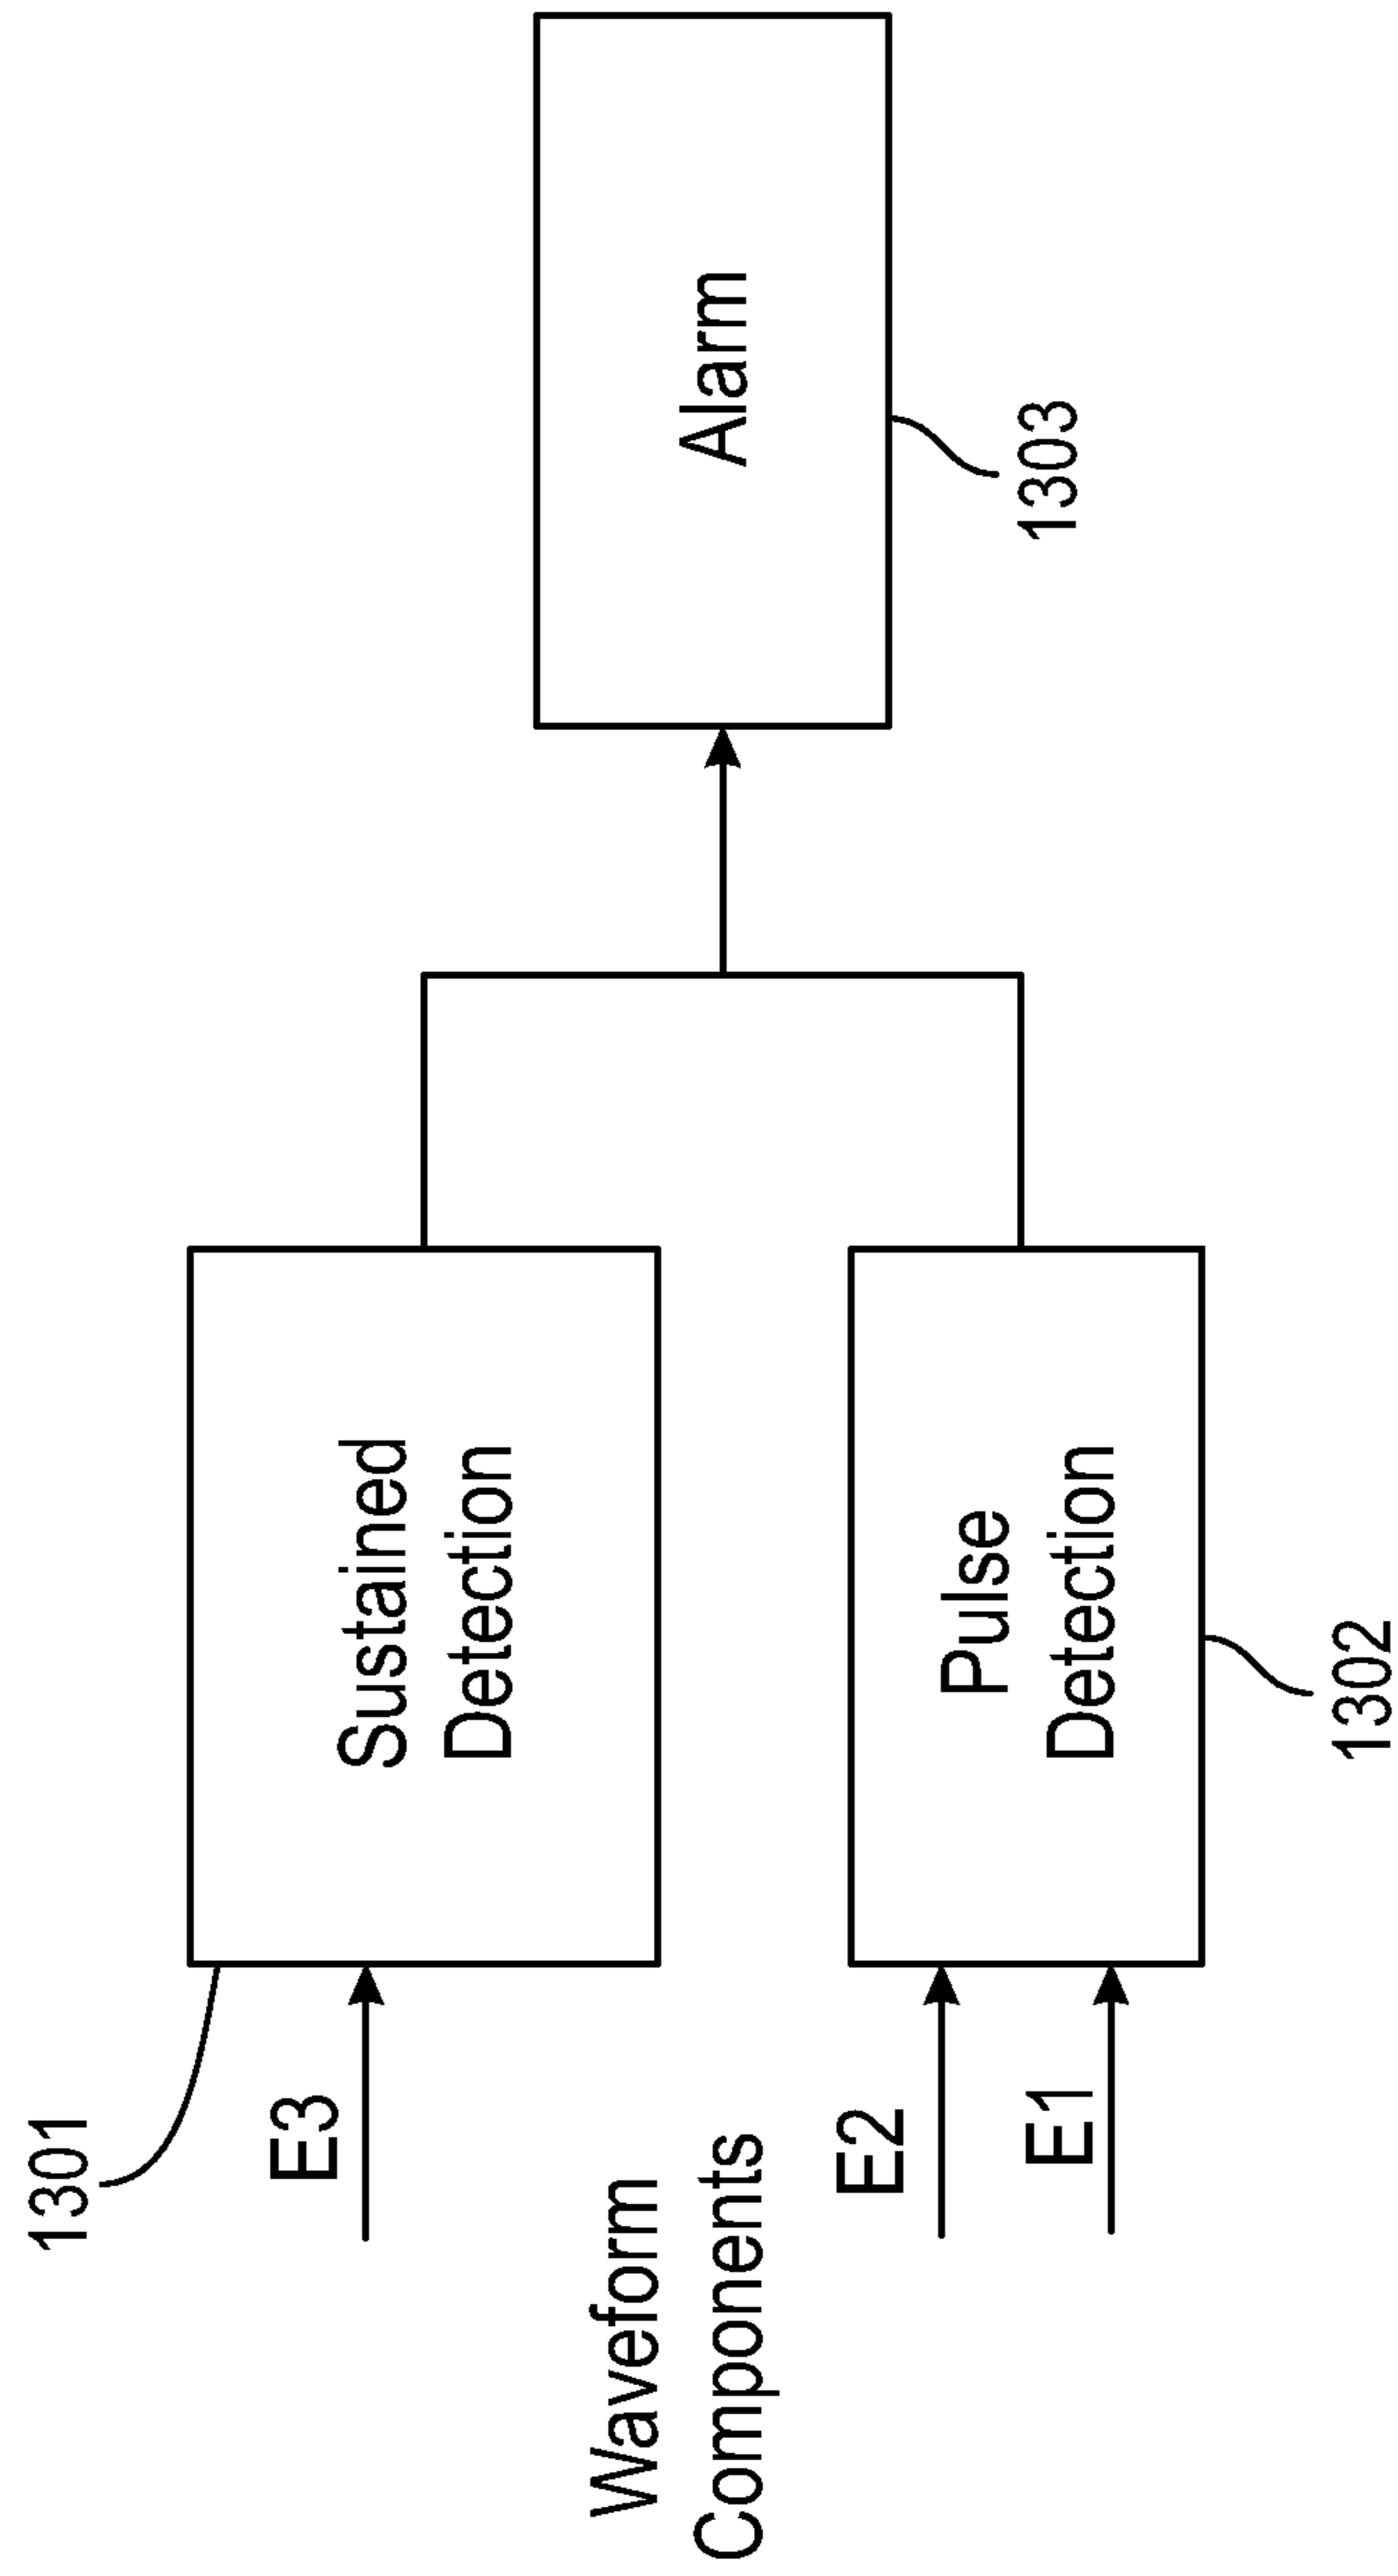 1301
E3
Sustained
Detection
Waveform
Components
E2
E1
Pulse
Detection
1302
Alarm
1303